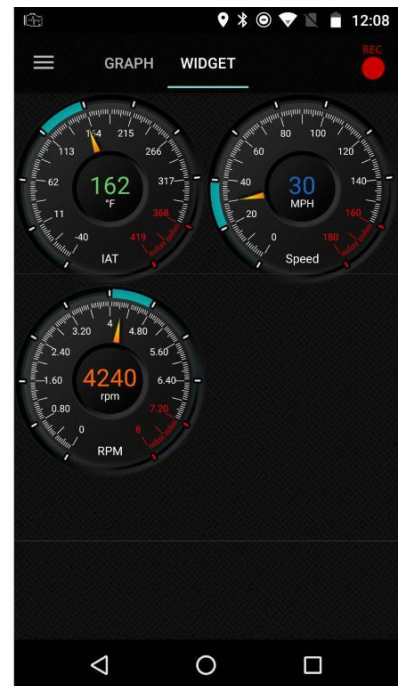 12:08
GRAPH WIDGET REC
-40 11 62 113 164 215 266 317 368 419
162
°F
IAT
0 20 40 60 80 100 120 140 160 180
30
MPH
Speed
0 0.80 1.60 2.40 3.20 4 4.80 5.60 6.40 7.20 8
4240
rpm
RPM